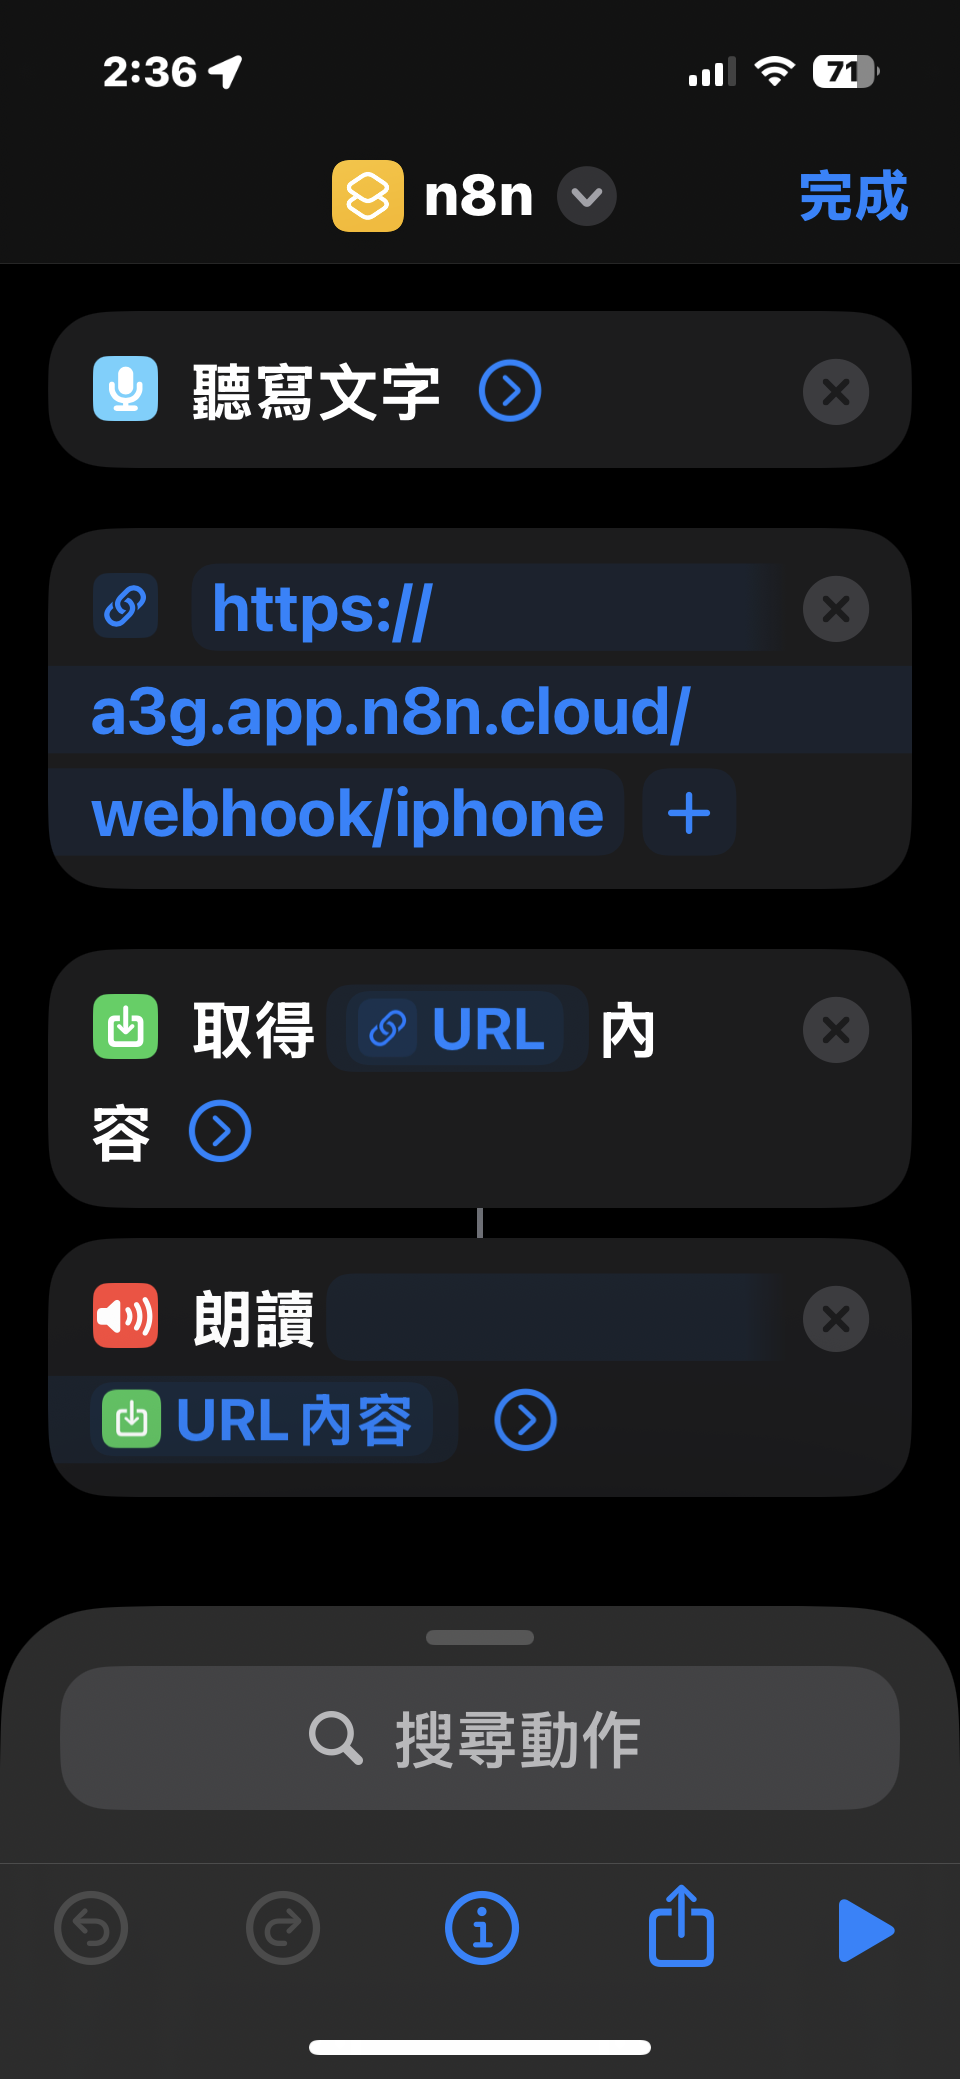 2:36
71
n8n
完成
聽寫文字
https://
a3g.app.n8n.cloud/
webhook/iphone
取得 URL 內
容
朗讀
URL 內容
搜尋動作